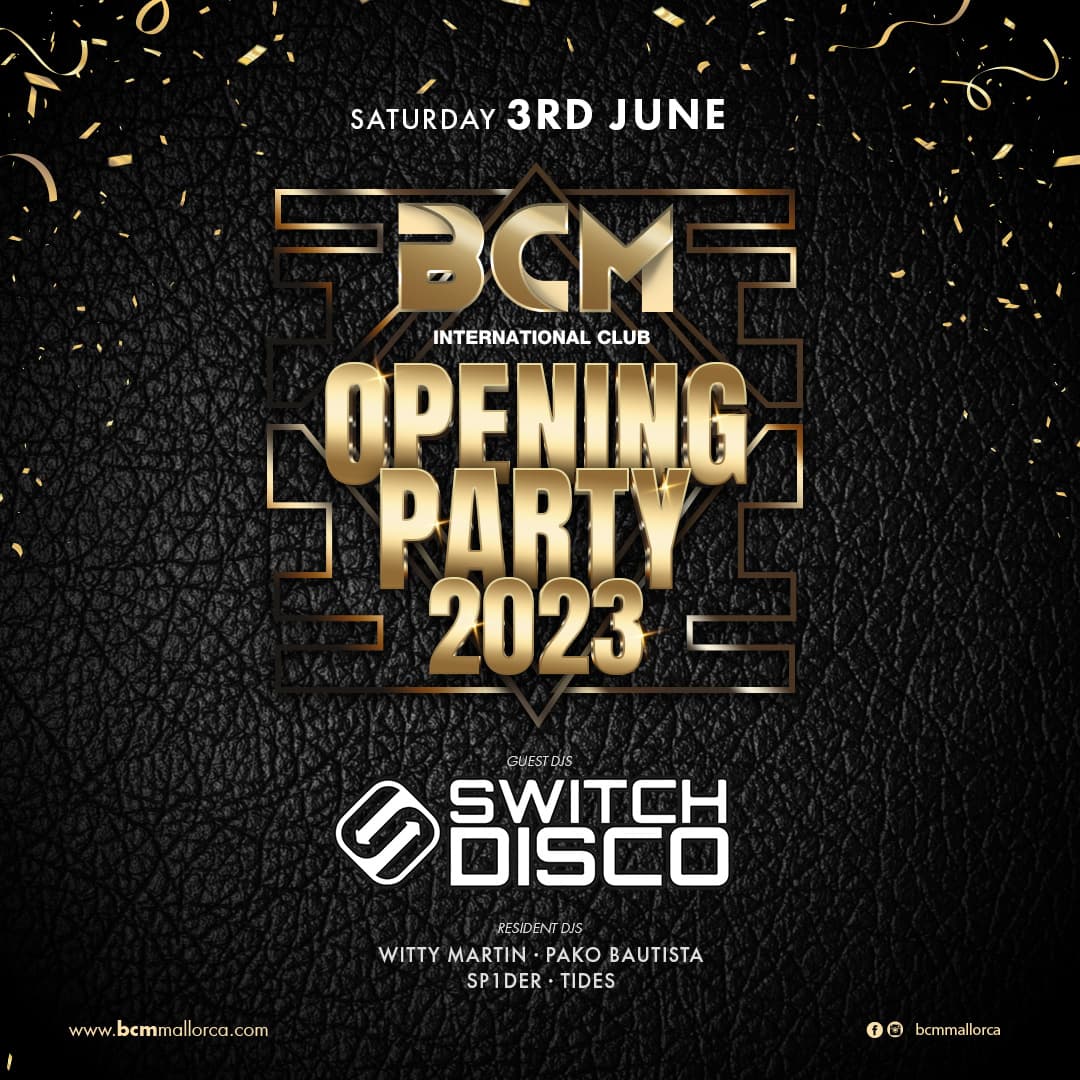 SATURDAY 3RD JUNE
BCM
INTERNATIONAL CLUB
OPENING
PARTY
2023
GUEST DJS
SWITCH
DISCO
RESIDENT DJS
WITTY MARTIN · PAKO BAUTISTA
SP1DER · TIDES
www.bcmmallorca.com
bcmmallorca